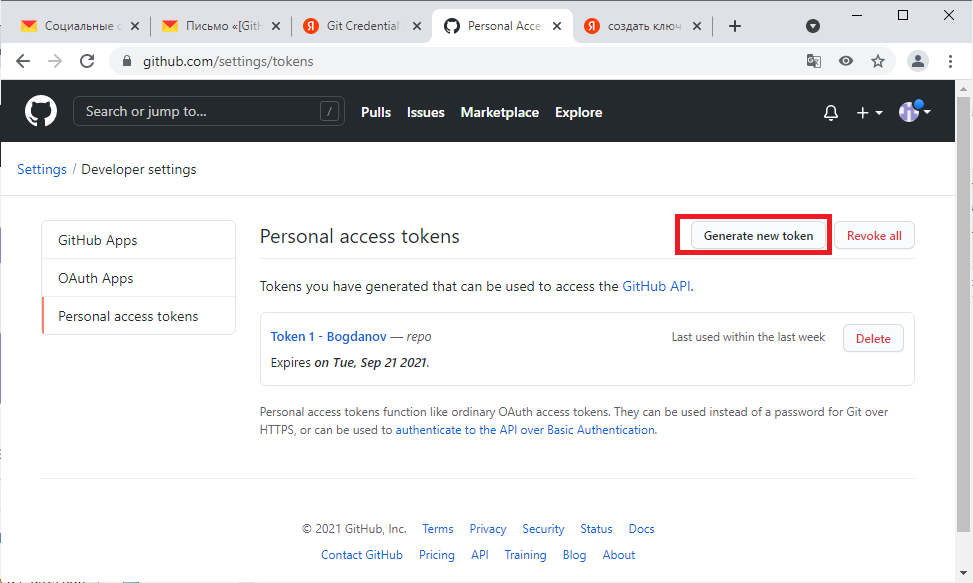 Социальные с
Письмо «[GitH
Я Git Credential
Personal Acce
Я создать ключ
github.com/settings/tokens
Search or jump to... /
Pulls Issues Marketplace Explore
Settings / Developer settings
GitHub Apps
OAuth Apps
Personal access tokens
Personal access tokens
Generate new token
Revoke all
Tokens you have generated that can be used to access the GitHub API.
Token 1 - Bogdanov — repo
Last used within the last week
Delete
Expires on Tue, Sep 21 2021.
Personal access tokens function like ordinary OAuth access tokens. They can be used instead of a password for Git over
HTTPS, or can be used to authenticate to the API over Basic Authentication.
© 2021 GitHub, Inc. Terms Privacy Security Status Docs
Contact GitHub Pricing API Training Blog About